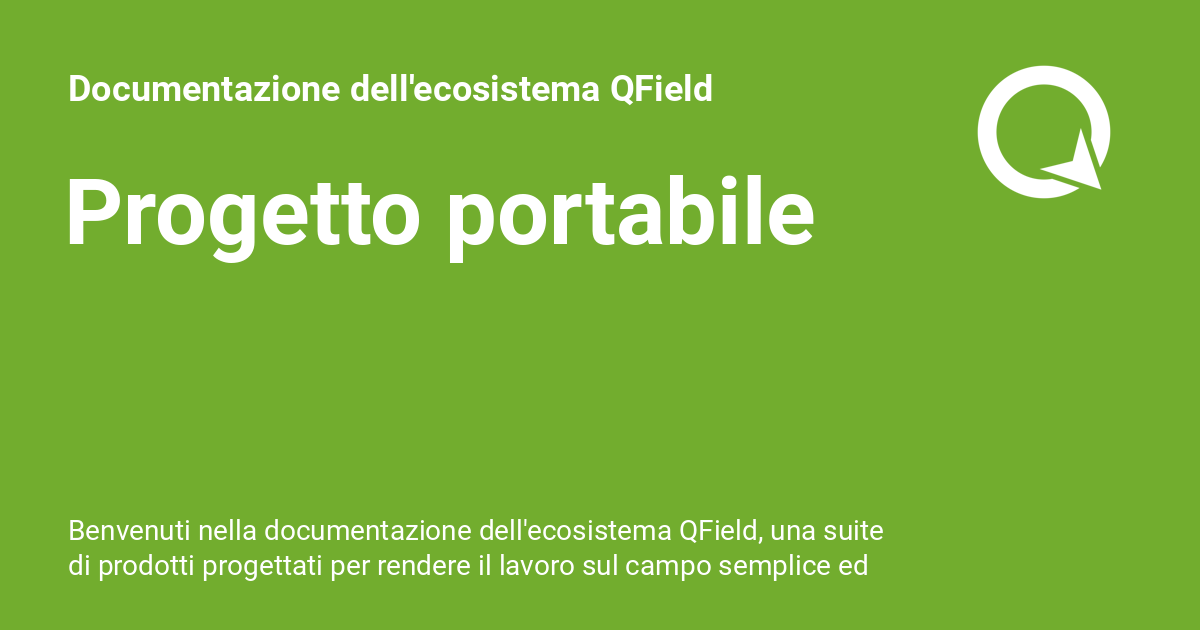 Documentazione dell'ecosistema QField
Progetto portabile
Benvenuti nella documentazione dell'ecosistema QField, una suite
di prodotti progettati per rendere il lavoro sul campo semplice ed